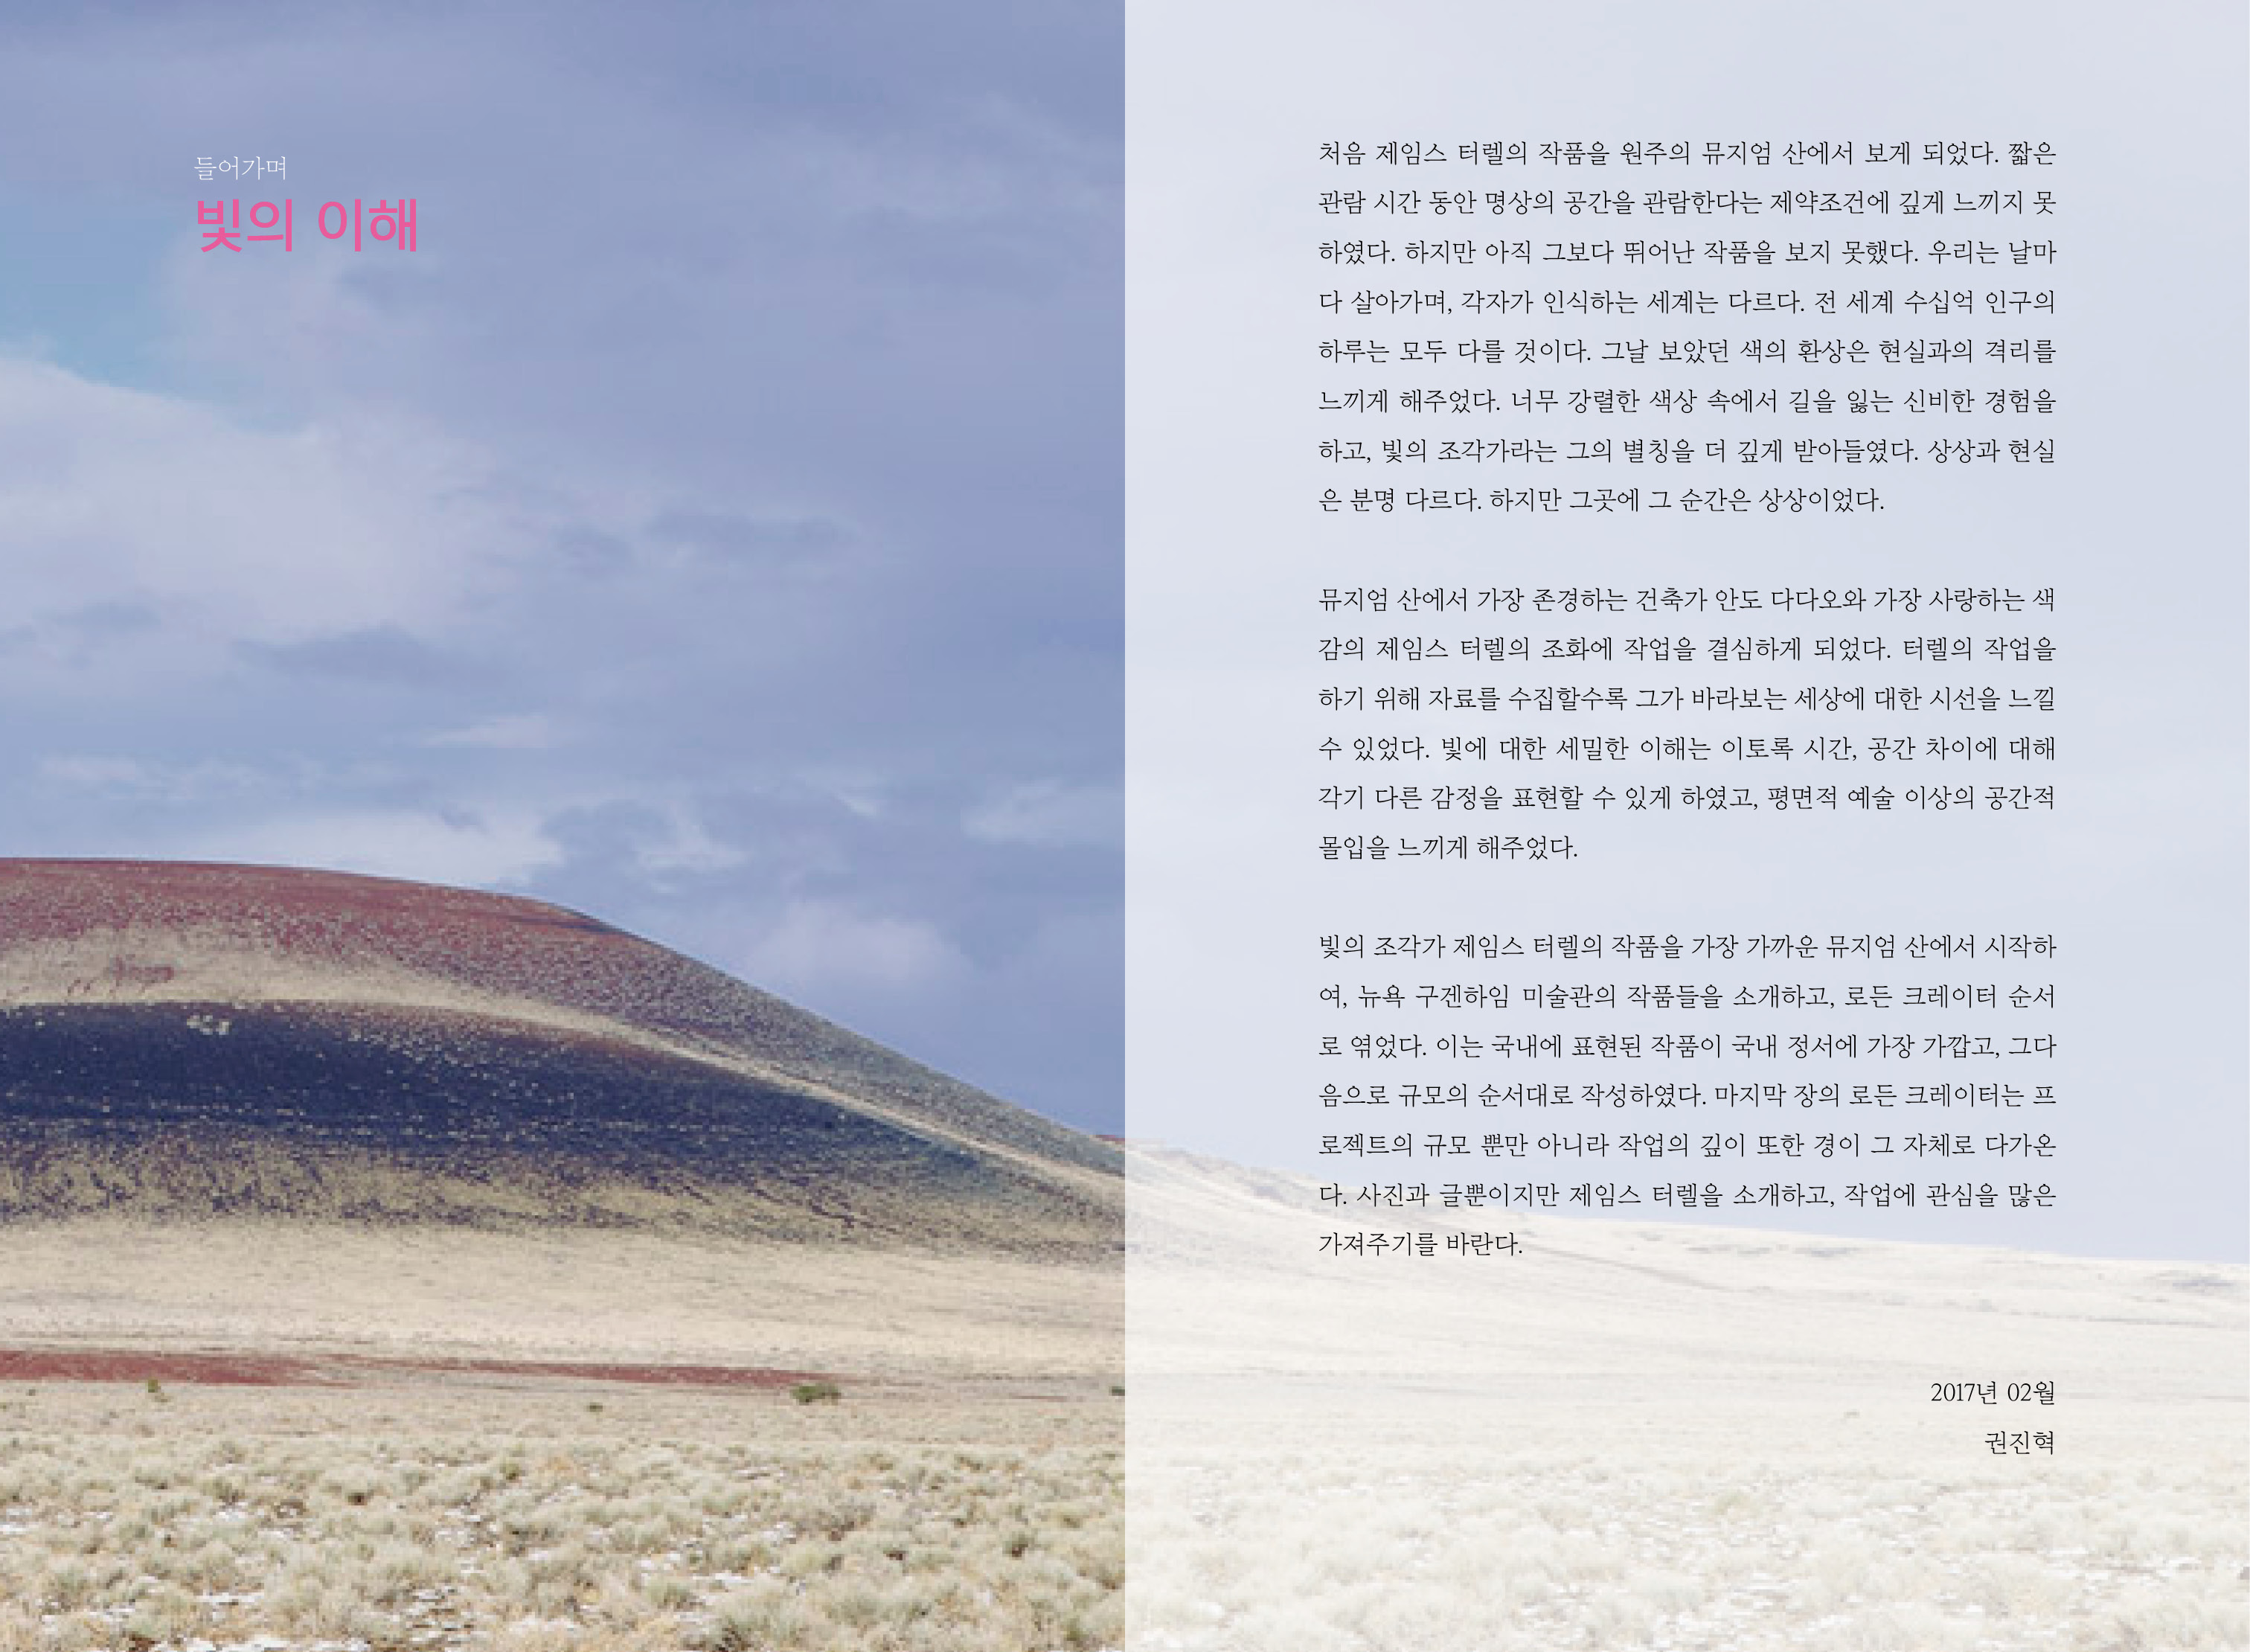 들어가며
빛의 이해
처음 제임스 터렐의 작품을 원주의 뮤지엄 산에서 보게 되었다. 짧은
관람 시간 동안 명상의 공간을 관람한다는 제약조건에 깊게 느끼지 못
하였다. 하지만 아직 그보다 뛰어난 작품을 보지 못했다. 우리는 날마
다 살아가며, 각자가 인식하는 세계는 다르다. 전 세계 수십억 인구의
하루는 모두 다를 것이다. 그날 보았던 색의 환상은 현실과의 격리를
느끼게 해주었다. 너무 강렬한 색상 속에서 길을 잃는 신비한 경험을
하고, 빛의 조각가라는 그의 별칭을 더 깊게 받아들였다. 상상과 현실
은 분명 다르다. 하지만 그곳에 그 순간은 상상이었다.
뮤지엄 산에서 가장 존경하는 건축가 안도 다다오와 가장 사랑하는 색
감의 제임스 터렐의 조화에 작업을 결심하게 되었다. 터렐의 작업을
하기 위해 자료를 수집할수록 그가 바라보는 세상에 대한 시선을 느낄
수 있었다. 빛에 대한 세밀한 이해는 이토록 시간, 공간 차이에 대해
각기 다른 감정을 표현할 수 있게 하였고, 평면적 예술 이상의 공간적
몰입을 느끼게 해주었다.
빛의 조각가 제임스 터렐의 작품을 가장 가까운 뮤지엄 산에서 시작하
여, 뉴욕 구겐하임 미술관의 작품들을 소개하고, 로든 크레이터 순서
로 엮었다. 이는 국내에 표현된 작품이 국내 정서에 가장 가깝고, 그다
음으로 규모의 순서대로 작성하였다. 마지막 장의 로든 크레이터는 프
로젝트의 규모 뿐만 아니라 작업의 깊이 또한 경이 그 자체로 다가온
다. 사진과 글뿐이지만 제임스 터렐을 소개하고, 작업에 관심을 많은
가져주기를 바란다.
2017년 02월
권진혁